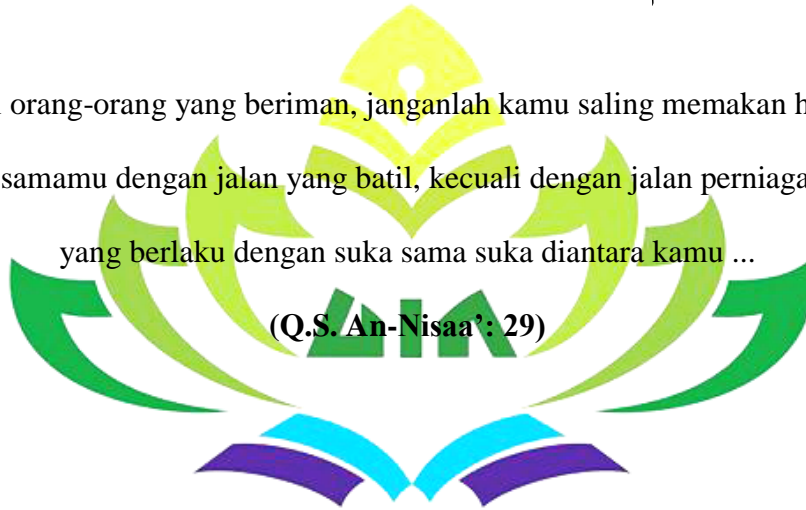 orang-orang yang beriman, janganlah kamu saling memakan
samamu dengan jalan yang batil, kecuali dengan jalan
yang berlaku dengan suka sama suka diantara kamu ...
(Q.S. An-Nisaa’: 29)